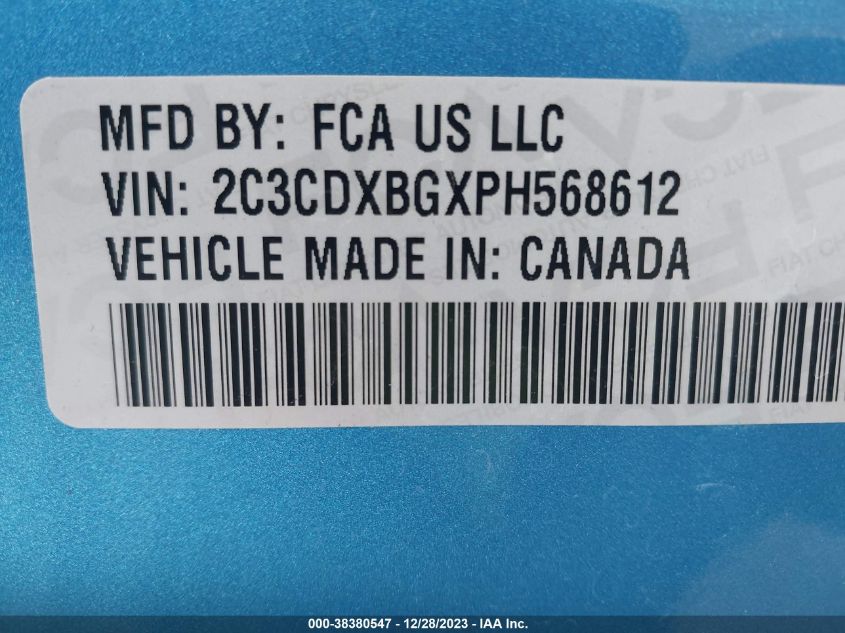 MFD BY: FCA US LLC
VIN: 2C3CDXBGXPH568612
VEHICLE MADE IN: CANADA
000-38380547 - 12/28/2023 - IAA Inc.